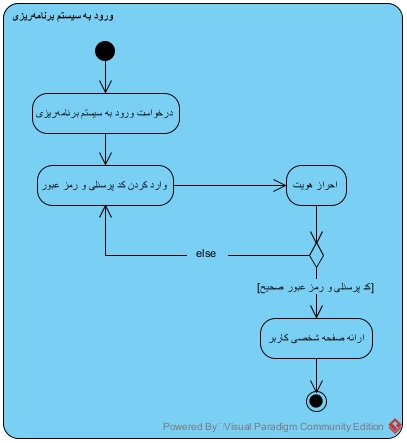 ورود به سیستم برنامه‌ریزی
درخواست ورود به سیستم برنامه‌ریزی
وارد کردن کد پرسنلی و رمز عبور
احراز هویت
else
[کد پرسنلی و رمز عبور صحیح]
ارائه صفحه شخصی کاربر
Powered By Visual Paradigm Community Edition